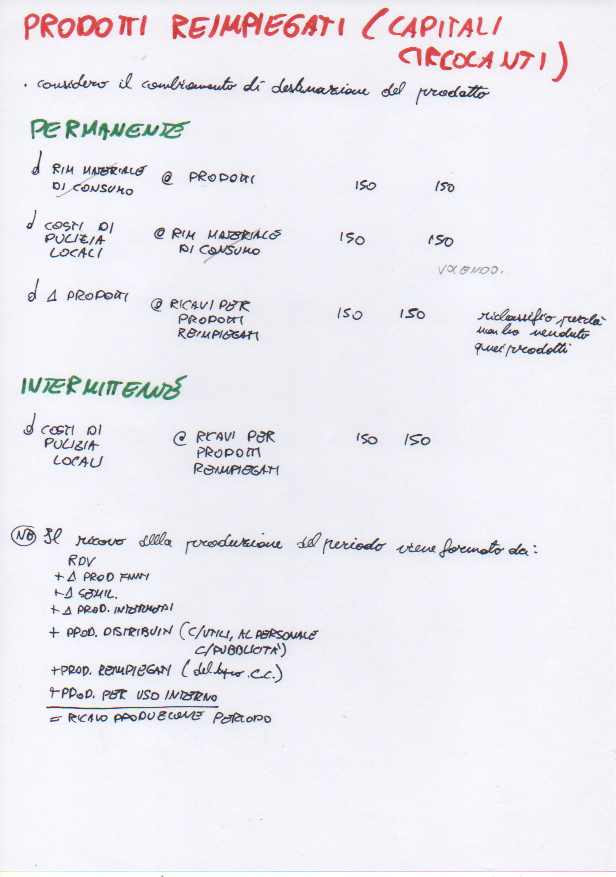 PRODOTTI REIMPIEGATI (CAPITALI
CIRCOLANTI)
. considero il cambiamento di destinazione del prodotto
PERMANENTE
d RIM MATERIALE DI CONSUMO @ PRODOTTI 150 150
d COSTI DI PULIZIA LOCALI @ RIM MATERIALE DI CONSUMO 150 150
VOLENDO.
d Δ PRODOTTI @ RICAVI PER PRODOTTI REIMPIEGATI 150 150 riclassifico perchè non ho venduto quei prodotti
INTERMITTENTE
d COSTI DI PULIZIA LOCALI @ RICAVI PER PRODOTTI REIMPIEGATI 150 150
NB Il ricavo della produzione del periodo viene formato da:
RDV
+ Δ PROD FINITI
+ Δ SEMIL.
+ Δ PROD. INTERMEDI
+ PROD. DISTRIBUITI (C/UTILI, AL PERSONALE
C/PUBBLICITÀ)
+ PROD. REIMPIEGATI (del tipo C.C.)
+ PROD. PER USO INTERNO
= RICAVO PRODUZIONE PERIODO